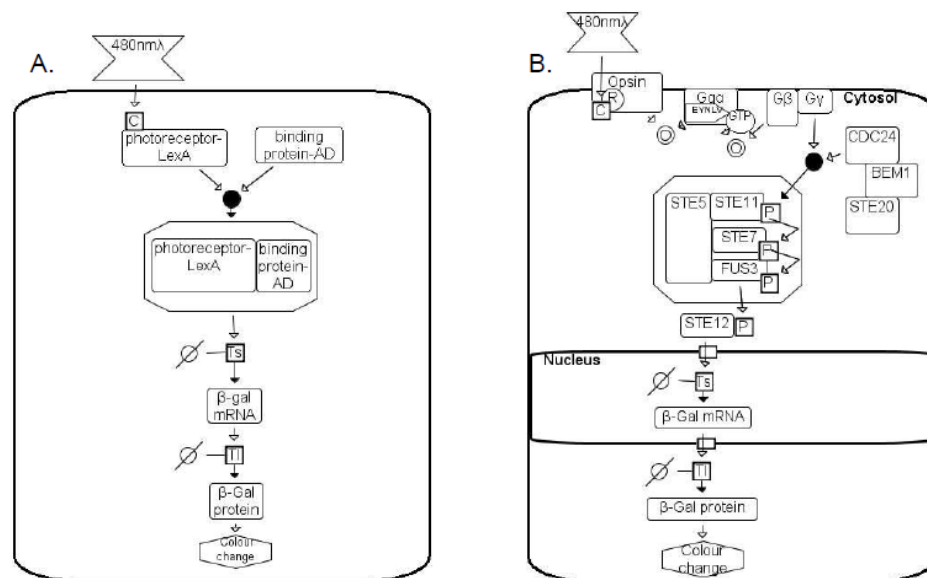 A.
480nmλ
C
photoreceptor-
LexA
binding
protein-AD
photoreceptor-
LexA
binding
protein-
AD
Ts
β-gal
mRNA
Tl
β-Gal
protein
Colour
change
B.
480nmλ
Opsin
R
C
Gqα
EYNLV
GTP
Gβ
Gγ
Cytosol
CDC24
BEM1
STE20
STE5
STE11
P
STE7
P
FUS3
P
STE12
P
Nucleus
Ts
β-Gal mRNA
Tl
β-Gal protein
Colour
change